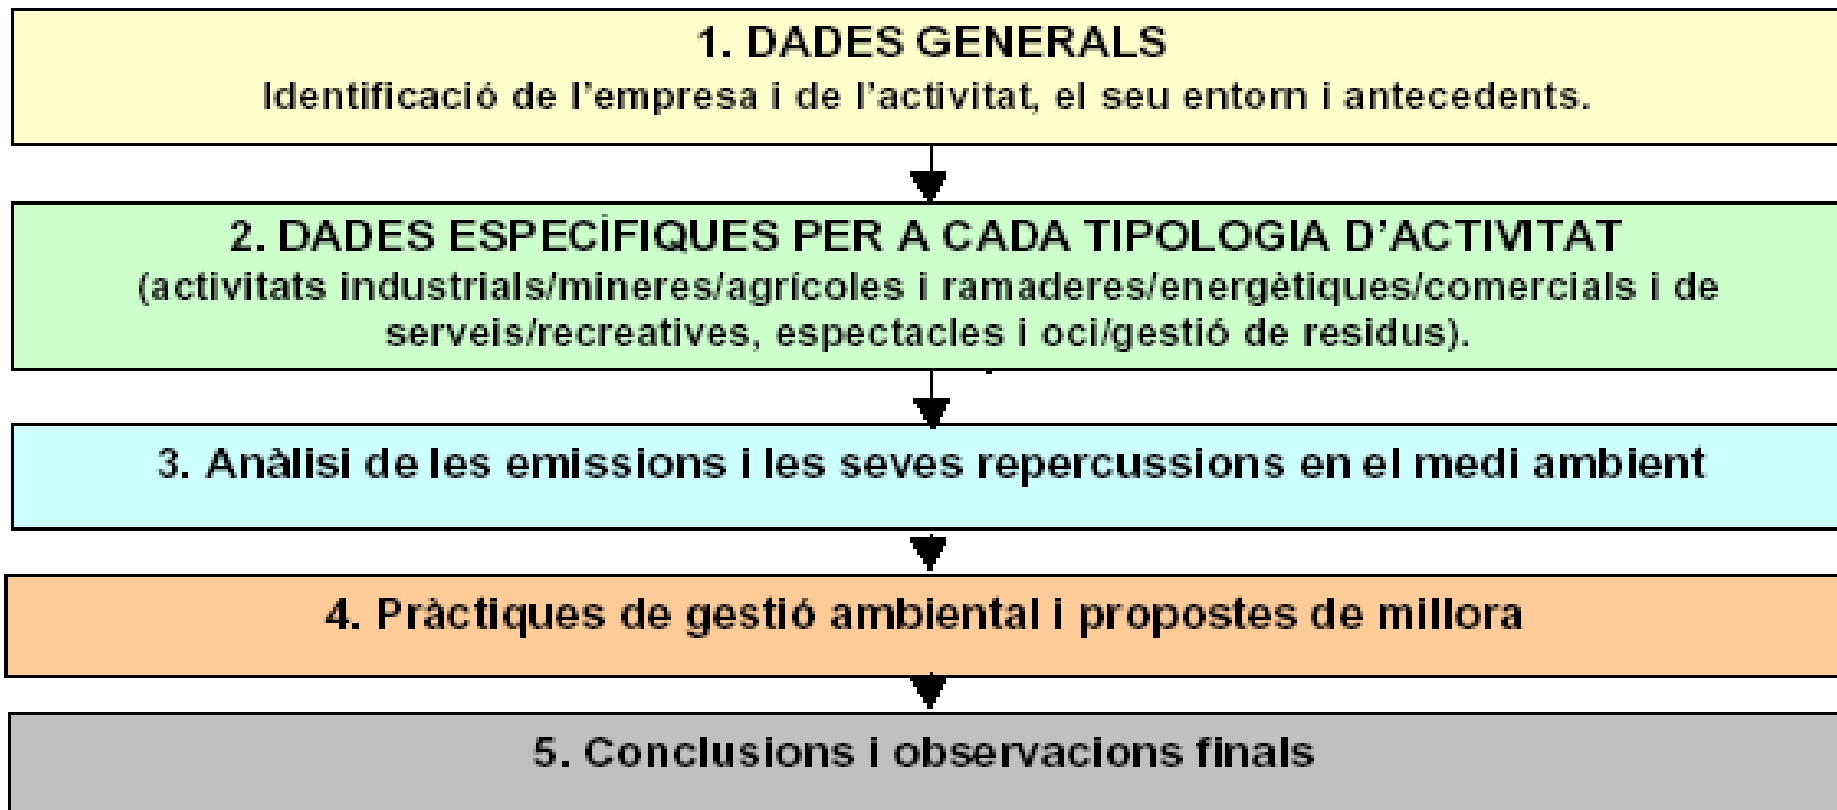 1. DADES GENERALS
Identificació de l'empresa i de l'activitat, el seu entorn i antecedents.
2. DADES ESPECÍFIQUES PER A CADA TIPOLOGIA D'ACTIVITAT
(activitats industrials/mineres/agrícoles i ramaderes/energètiques/comercials i de
serveis/recreatives, espectacles i oci/gestió de residus).
3. Anàlisi de les emissions i les seves repercussions en el medi ambient
4. Pràctiques de gestió ambiental i propostes de millora
5. Conclusions i observacions finals